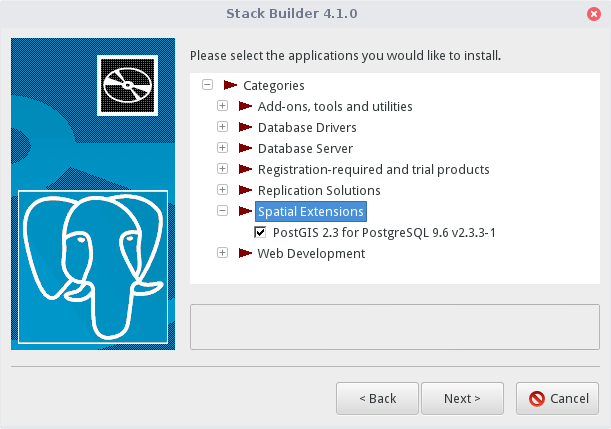 Stack Builder 4.1.0
Please select the applications you would like to install.
Categories
Add-ons, tools and utilities
Database Drivers
Database Server
Registration-required and trial products
Replication Solutions
Spatial Extensions
PostGIS 2.3 for PostgreSQL 9.6 v2.3.3-1
Web Development
< Back
Next >
Cancel